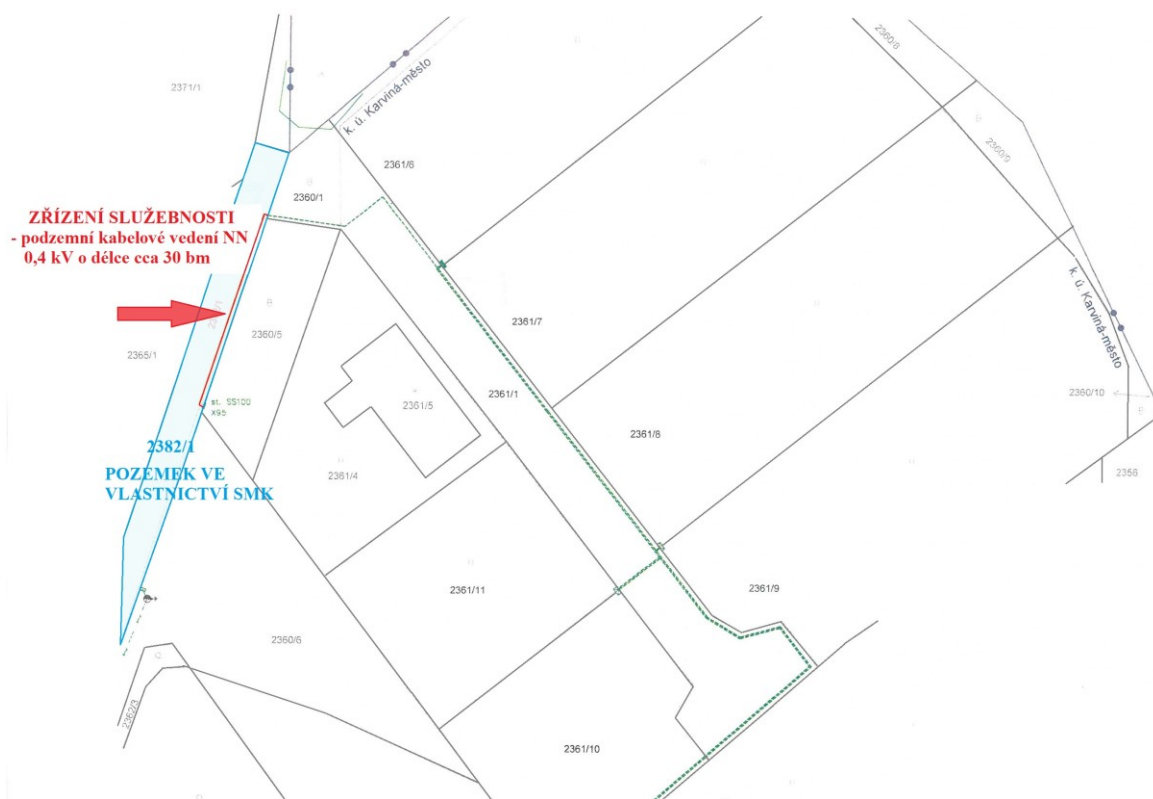 2360/8
2371/1
k. ú. Karviná-město
2361/6
2360/9
2360/1
ZŘÍZENÍ SLUŽEBNOSTI
- podzemní kabelové vedení NN
0,4 kV o délce cca 30 bm
k. ú. Karviná-město
2361/7
2360/5
2365/1
2360/10
2361/1
2361/5
st. 55100
X95
2361/8
2382/1
POZEMEK VE
VLASTNICTVÍ SMK
2361/4
2356
2361/11
2361/9
2360/6
2362/3
2361/10